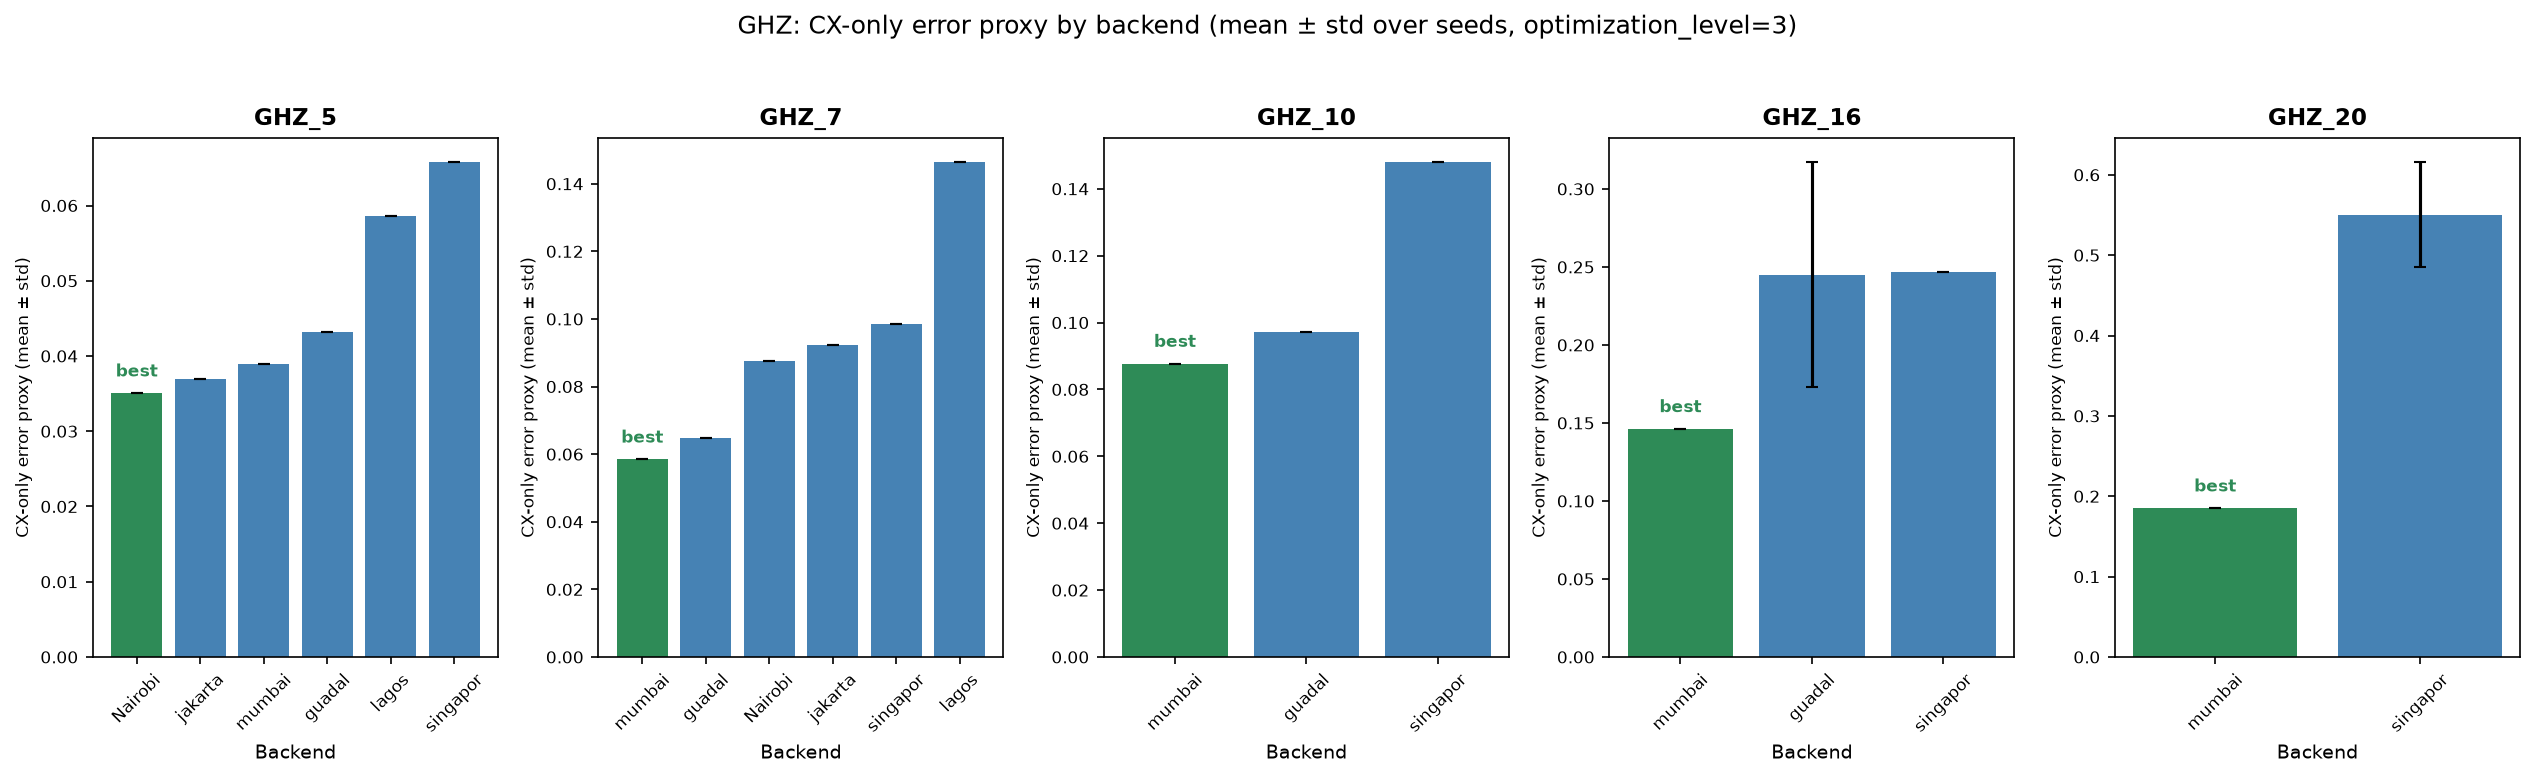 GHZ: CX-only error proxy by backend (mean ± std over seeds, optimization_level=3)
GHZ_5
CX-only error proxy (mean ± std)
0.06
0.05
0.04
0.03
0.02
0.01
0.00
best
Nairobi
jakarta
mumbai
guadal
lagos
singapor
Backend
GHZ_7
CX-only error proxy (mean ± std)
0.14
0.12
0.10
0.08
0.06
0.04
0.02
0.00
best
mumbai
guadal
Nairobi
jakarta
singapor
lagos
Backend
GHZ_10
CX-only error proxy (mean ± std)
0.14
0.12
0.10
0.08
0.06
0.04
0.02
0.00
best
mumbai
guadal
singapor
Backend
GHZ_16
CX-only error proxy (mean ± std)
0.30
0.25
0.20
0.15
0.10
0.05
0.00
best
mumbai
guadal
singapor
Backend
GHZ_20
CX-only error proxy (mean ± std)
0.6
0.5
0.4
0.3
0.2
0.1
0.0
best
mumbai
singapor
Backend